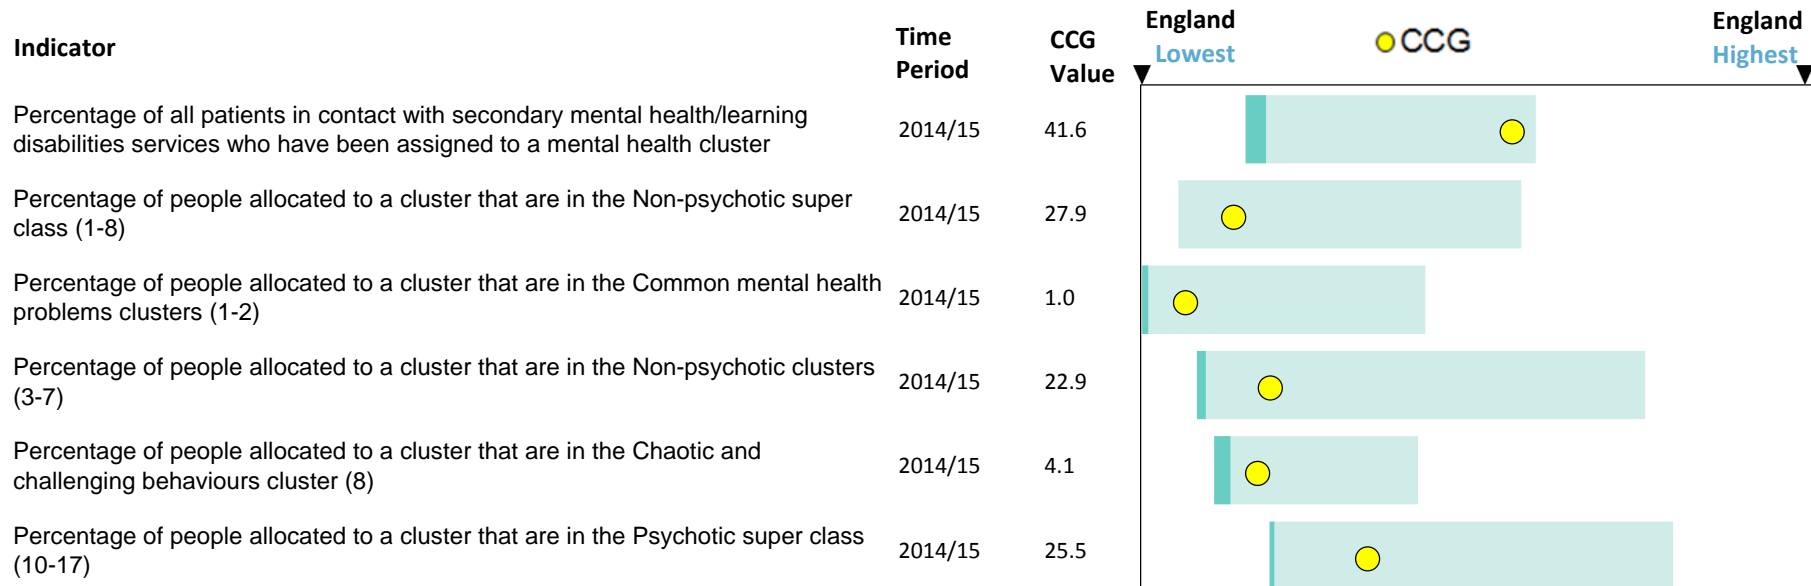 Indicator
Time Period
CCG Value
England Lowest
CCG
England Highest
Percentage of all patients in contact with secondary mental health/learning
disabilities services who have been assigned to a mental health cluster
2014/15
41.6
Percentage of people allocated to a cluster that are in the Non-psychotic super
class (1-8)
2014/15
27.9
Percentage of people allocated to a cluster that are in the Common mental health
problems clusters (1-2)
2014/15
1.0
Percentage of people allocated to a cluster that are in the Non-psychotic clusters
(3-7)
2014/15
22.9
Percentage of people allocated to a cluster that are in the Chaotic and
challenging behaviours cluster (8)
2014/15
4.1
Percentage of people allocated to a cluster that are in the Psychotic super class
(10-17)
2014/15
25.5